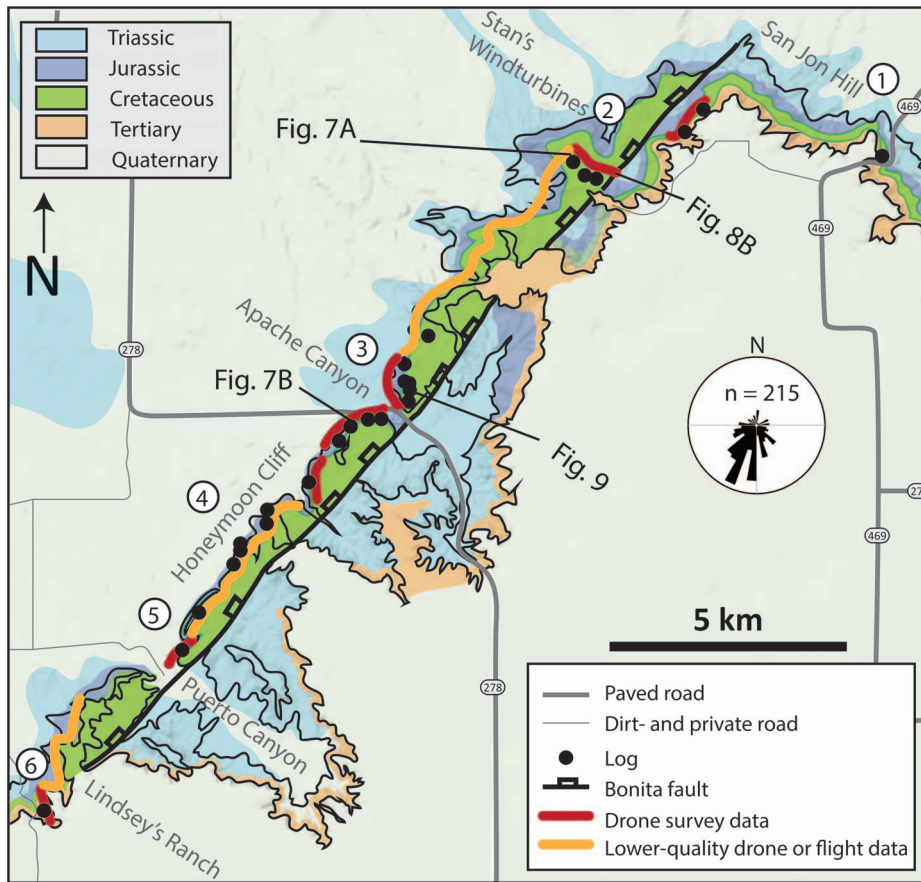 Triassic
Jurassic
Cretaceous
Tertiary
Quaternary
Stan's
Windturbines
San Jon Hill
1
469
2
Fig. 7A
N
Fig. 8B
469
Apache Canyon
278
3
Fig. 7B
N
n = 215
Fig. 9
Honeymoon Cliff
4
27
469
5 km
5
Puerto Canyon
278
469
6
Lindsey's Ranch
Paved road
Dirt- and private road
Log
Bonita fault
Drone survey data
Lower-quality drone or flight data